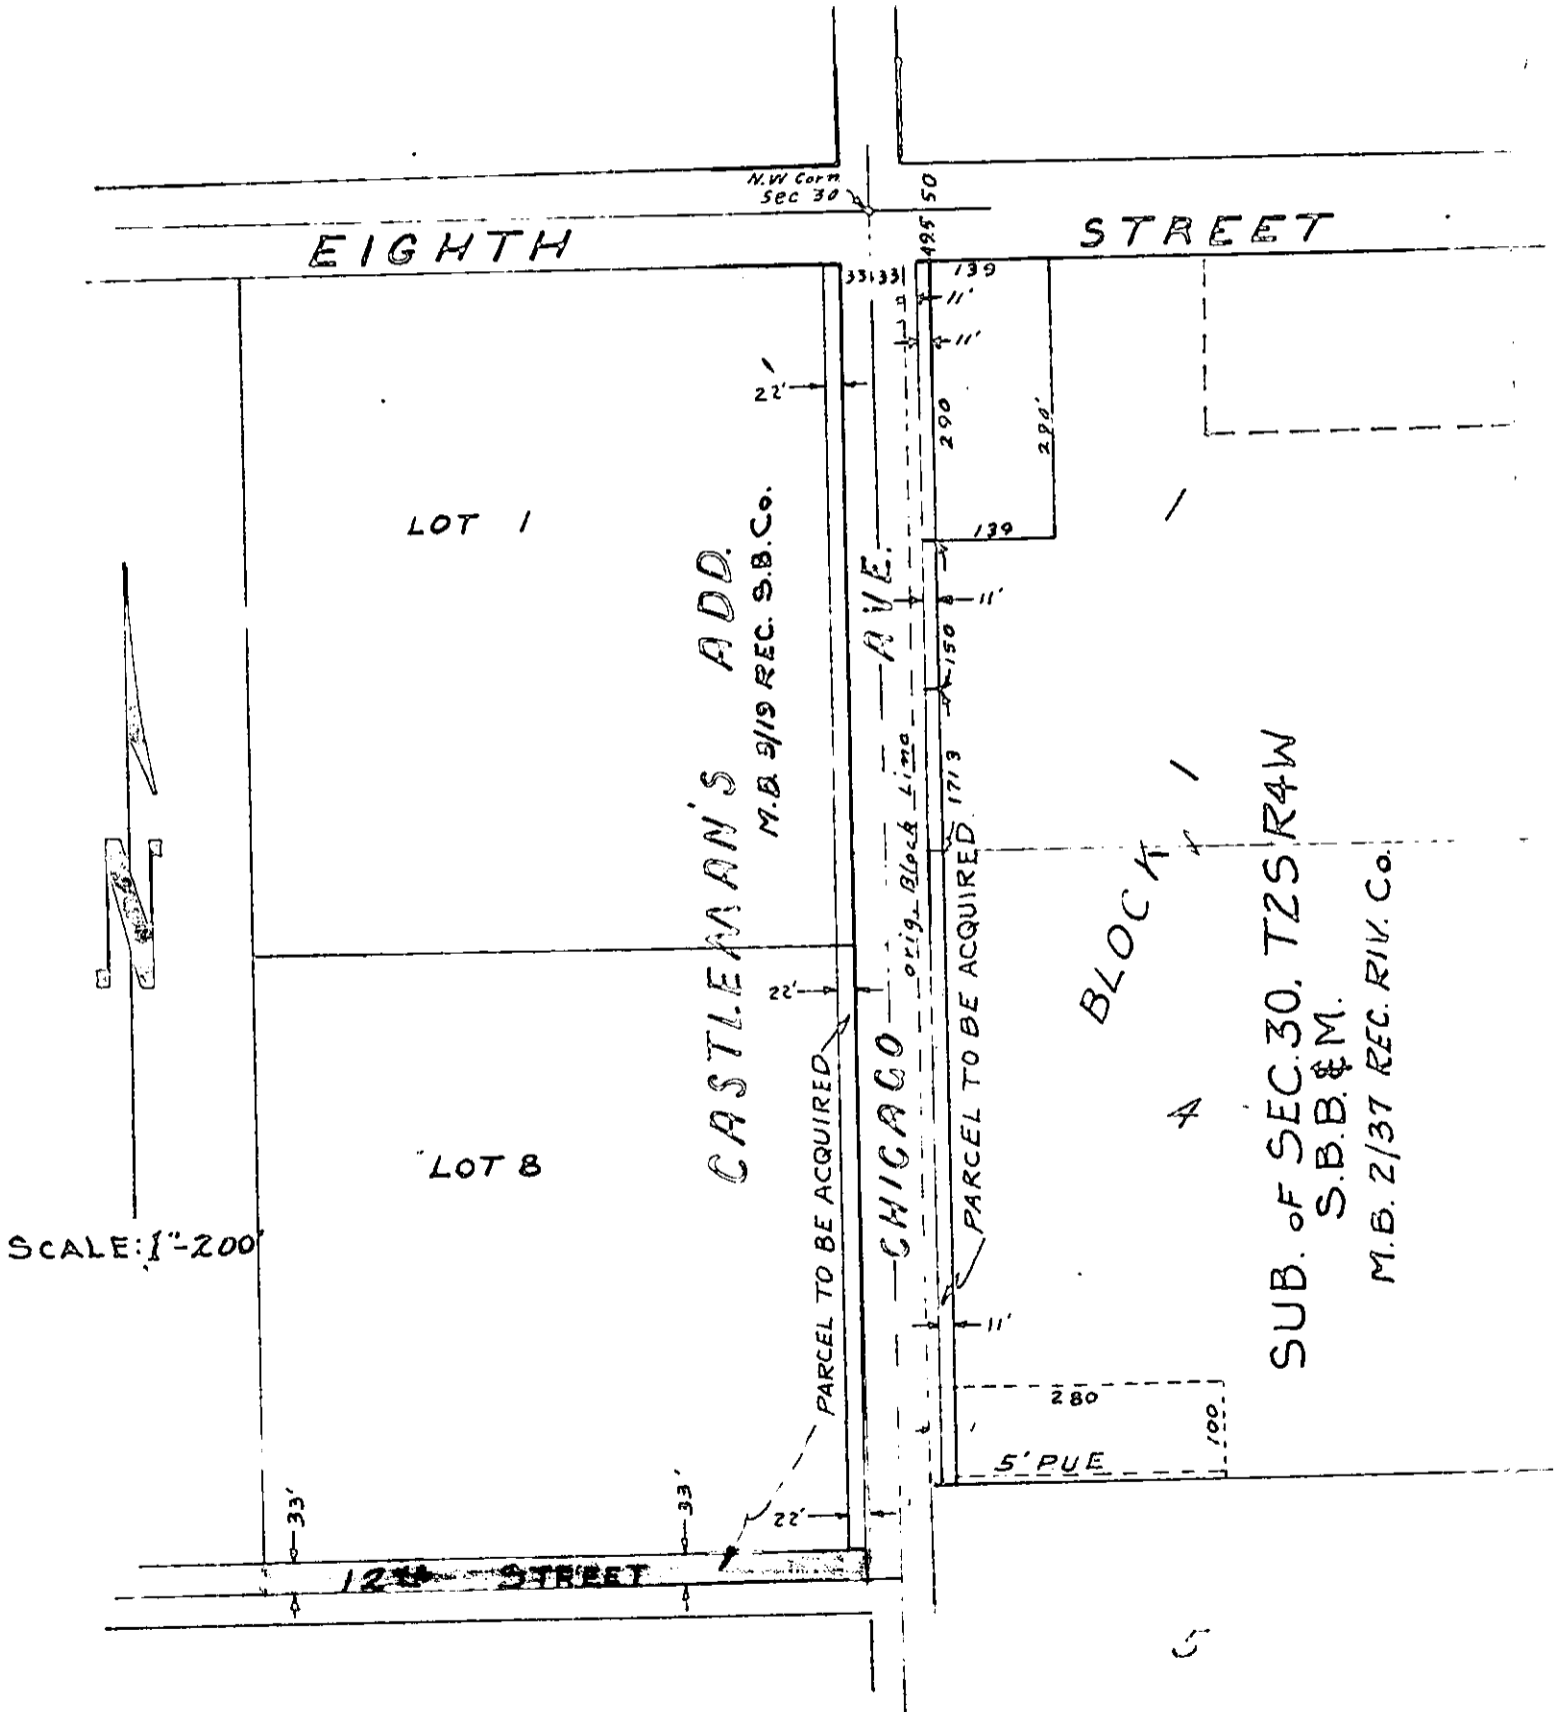 N.W Corn.
Sec 30
50
EIGHTH
STREET
495
33 33
139
11'
11'
22'
290
290'
LOT 1
1
139
CASTLEMAN'S ADD.
M.B. 3/19 REC. S.B. Co.
11'
150
1713
orig. Block Line
CHICAGO AVE.
BLOCK 1
N
22'
PARCEL TO BE ACQUIRED
PARCEL TO BE ACQUIRED
4
SUB. OF SEC. 30, T2S R4W
S.B.B. & M.
M.B. 2/37 REC. RIV. Co.
LOT 8
SCALE: 1"-200'
11'
280
100
5' PUE
33'
33'
22'
12th STREET
5